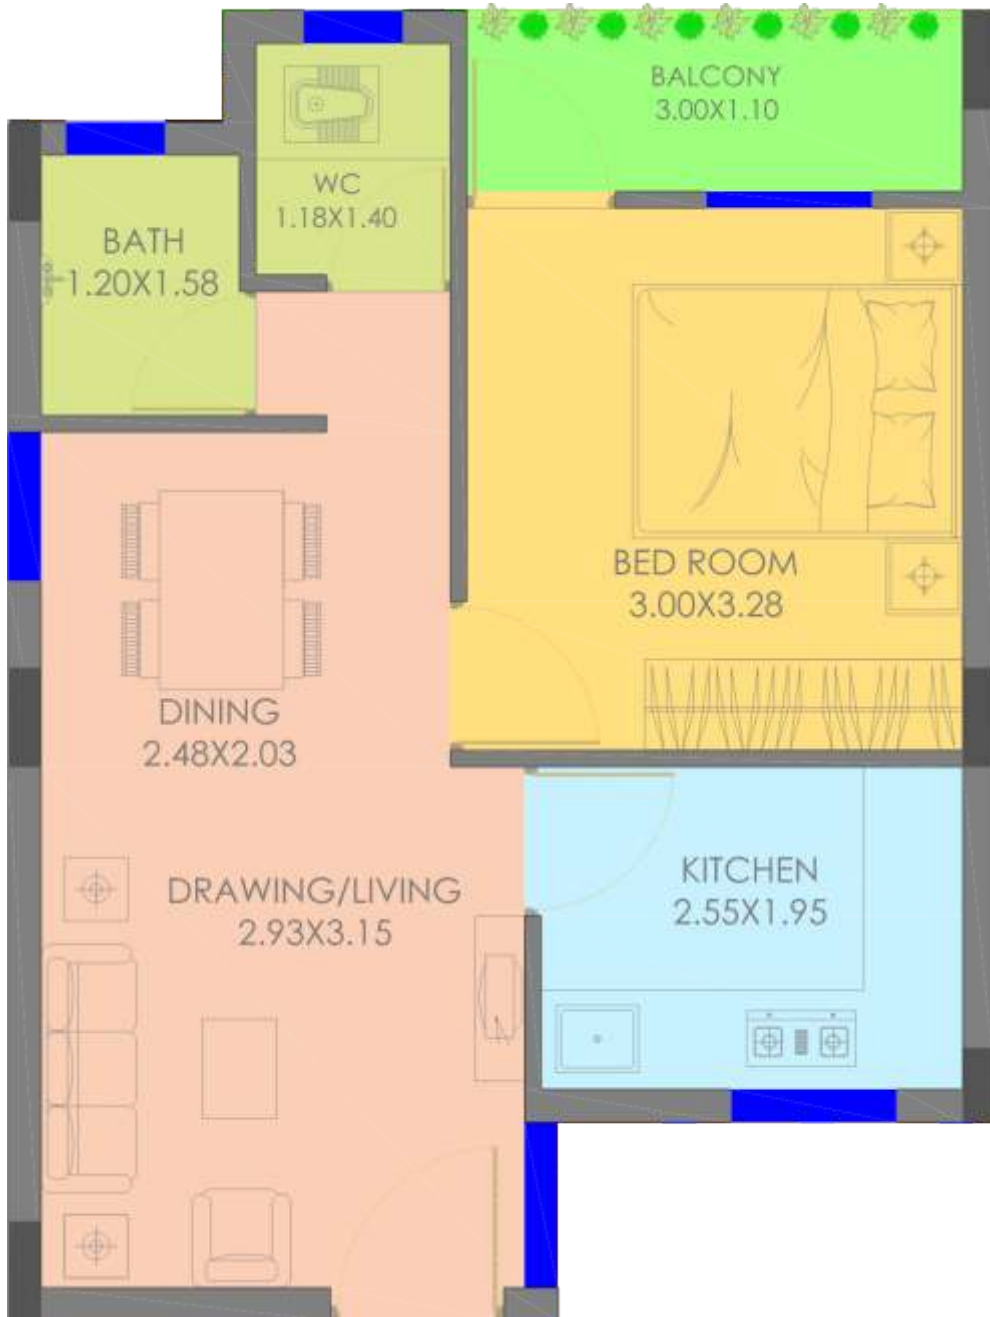 BALCONY
3.00X1.10
WC
1.18X1.40
BATH
1.20X1.58
BED ROOM
3.00X3.28
DINING
2.48X2.03
DRAWING/LIVING
2.93X3.15
KITCHEN
2.55X1.95